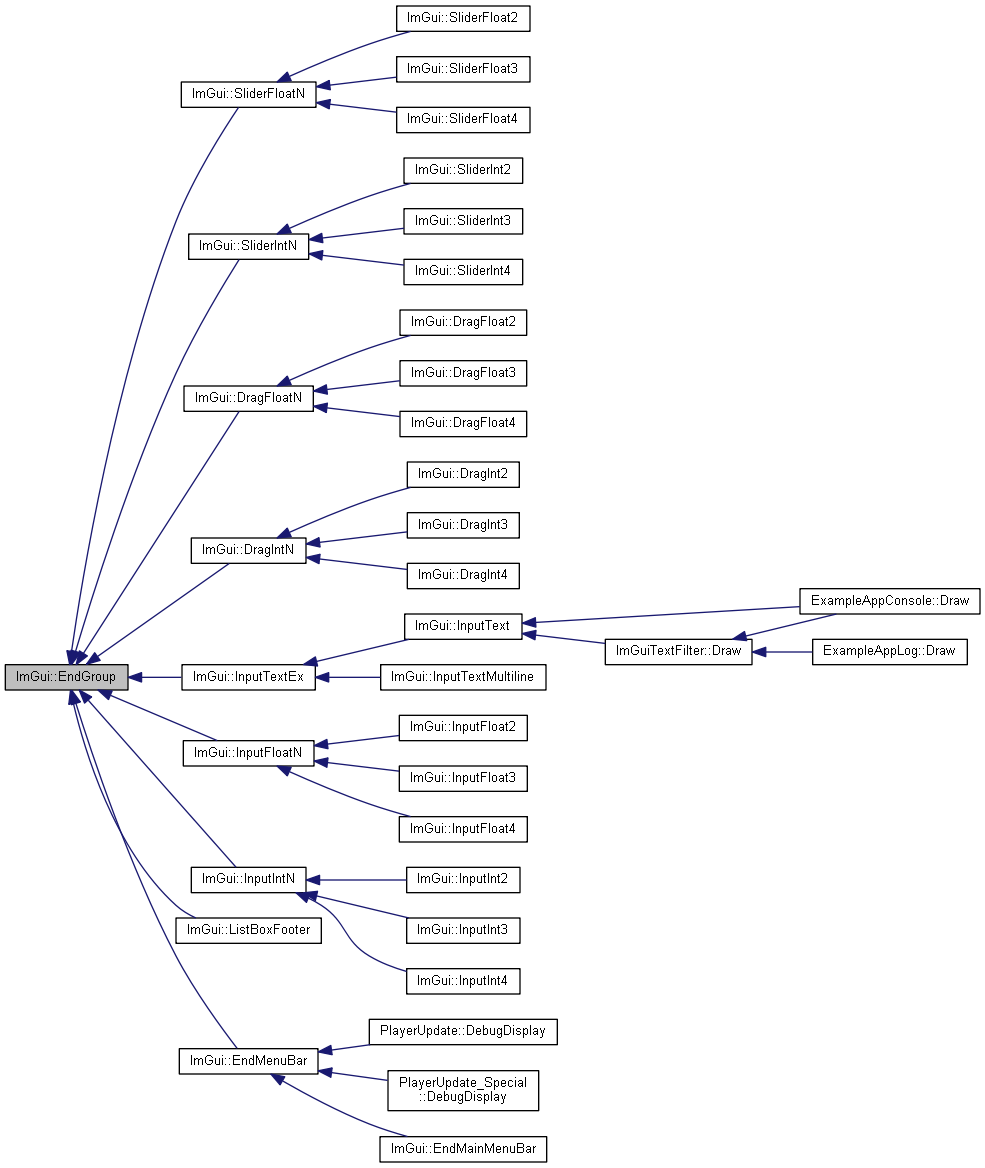 ImGui::SliderFloat2
ImGui::SliderFloat3
ImGui::SliderFloatN
ImGui::SliderFloat4
ImGui::SliderInt2
ImGui::SliderInt3
ImGui::SliderIntN
ImGui::SliderInt4
ImGui::DragFloat2
ImGui::DragFloat3
ImGui::DragFloatN
ImGui::DragFloat4
ImGui::DragInt2
ImGui::DragInt3
ImGui::DragIntN
ImGui::DragInt4
ExampleAppConsole::Draw
ImGui::InputText
ImGuiTextFilter::Draw
ExampleAppLog::Draw
ImGui::EndGroup
ImGui::InputTextEx
ImGui::InputTextMultiline
ImGui::InputFloat2
ImGui::InputFloatN
ImGui::InputFloat3
ImGui::InputFloat4
ImGui::InputIntN
ImGui::InputInt2
ImGui::ListBoxFooter
ImGui::InputInt3
ImGui::InputInt4
PlayerUpdate::DebugDisplay
ImGui::EndMenuBar
PlayerUpdate_Special
::DebugDisplay
ImGui::EndMainMenuBar